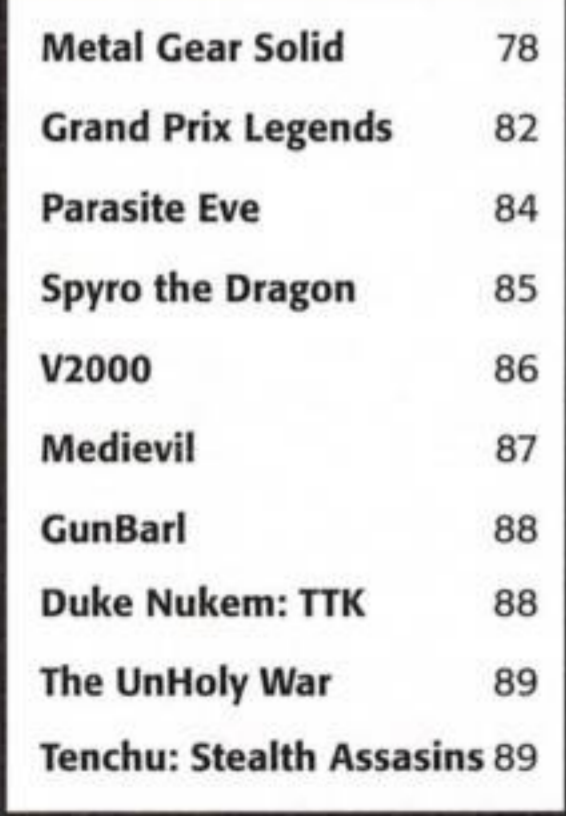 Metal Gear Solid 78
Grand Prix Legends 82
Parasite Eve 84
Spyro the Dragon 85
V2000 86
Medievil 87
GunBarl 88
Duke Nukem: TTK 88
The UnHoly War 89
Tenchu: Stealth Assasins 89